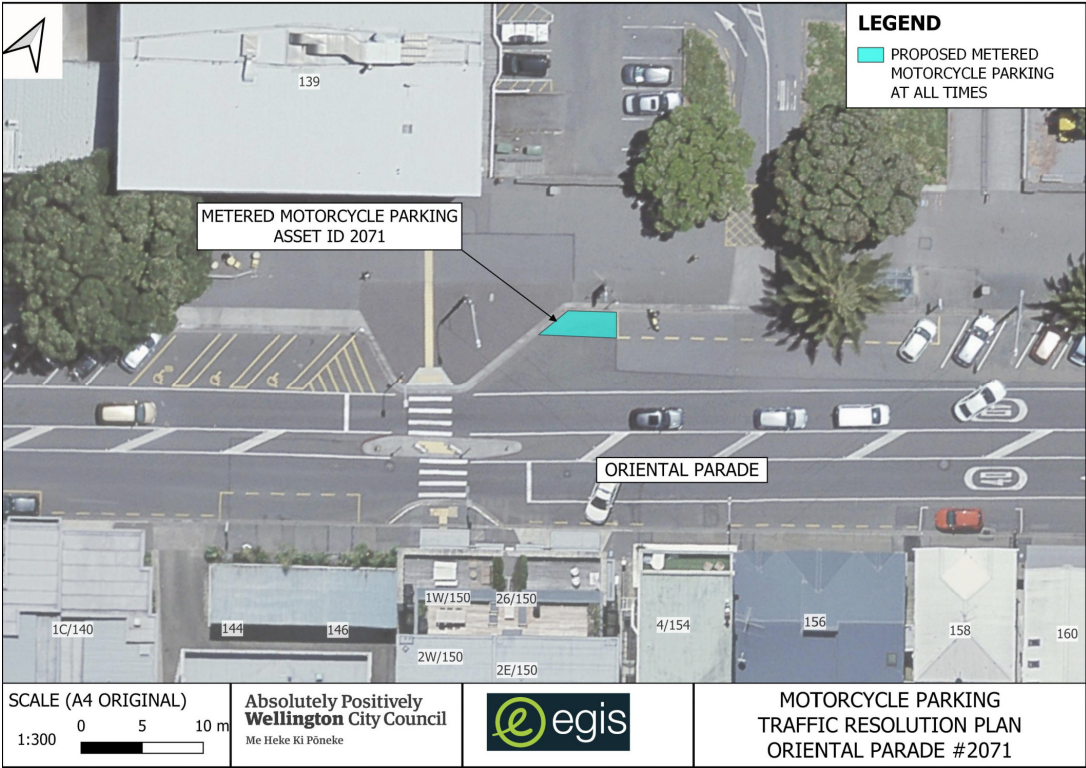 LEGEND
PROPOSED METERED
MOTORCYCLE PARKING
AT ALL TIMES
139
METERED MOTORCYCLE PARKING
ASSET ID 2071
ORIENTAL PARADE
40
1W/150
26/150
1C/140
144
146
4/154
156
158
160
2W/150
2E/150
SCALE (A4 ORIGINAL)
0 5 10 m
1:300
Absolutely Positively
Wellington City Council
Me Heke Ki Pōneke
egis
MOTORCYCLE PARKING
TRAFFIC RESOLUTION PLAN
ORIENTAL PARADE #2071